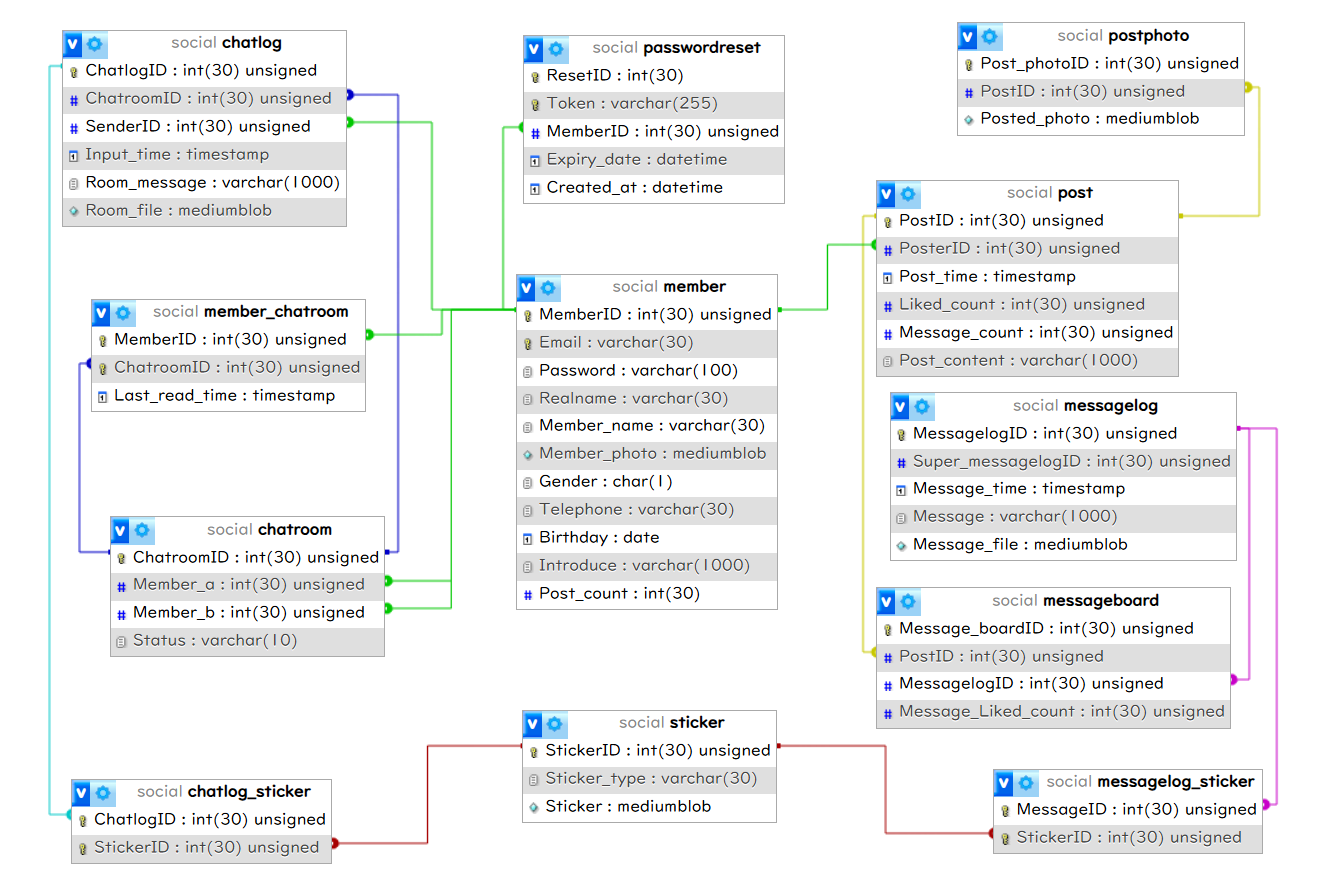 social chatlog
ChatlogID : int(30) unsigned
ChatroomID : int(30) unsigned
SenderID : int(30) unsigned
Input_time : timestamp
Room_message : varchar(1000)
Room_file : mediumblob
social passwordreset
ResetID : int(30)
Token : varchar(255)
MemberID : int(30) unsigned
Expiry_date : datetime
Created_at : datetime
social postphoto
Post_photoID : int(30) unsigned
PostID : int(30) unsigned
Posted_photo : mediumblob
social post
PostID : int(30) unsigned
PosterID : int(30) unsigned
Post_time : timestamp
Liked_count : int(30) unsigned
Message_count : int(30) unsigned
Post_content : varchar(1000)
social member_chatroom
MemberID : int(30) unsigned
ChatroomID : int(30) unsigned
Last_read_time : timestamp
social member
MemberID : int(30) unsigned
Email : varchar(30)
Password : varchar(100)
Realname : varchar(30)
Member_name : varchar(30)
Member_photo : mediumblob
Gender : char(1)
Telephone : varchar(30)
Birthday : date
Introduce : varchar(1000)
Post_count : int(30)
social messagelog
MessagelogID : int(30) unsigned
Super_messagelogID : int(30) unsigned
Message_time : timestamp
Message : varchar(1000)
Message_file : mediumblob
social chatroom
ChatroomID : int(30) unsigned
Member_a : int(30) unsigned
Member_b : int(30) unsigned
Status : varchar(10)
social messageboard
Message_boardID : int(30) unsigned
PostID : int(30) unsigned
MessagelogID : int(30) unsigned
Message_Liked_count : int(30) unsigned
social sticker
StickerID : int(30) unsigned
Sticker_type : varchar(30)
Sticker : mediumblob
social chatlog_sticker
ChatlogID : int(30) unsigned
StickerID : int(30) unsigned
social messagelog_sticker
MessageID : int(30) unsigned
StickerID : int(30) unsigned